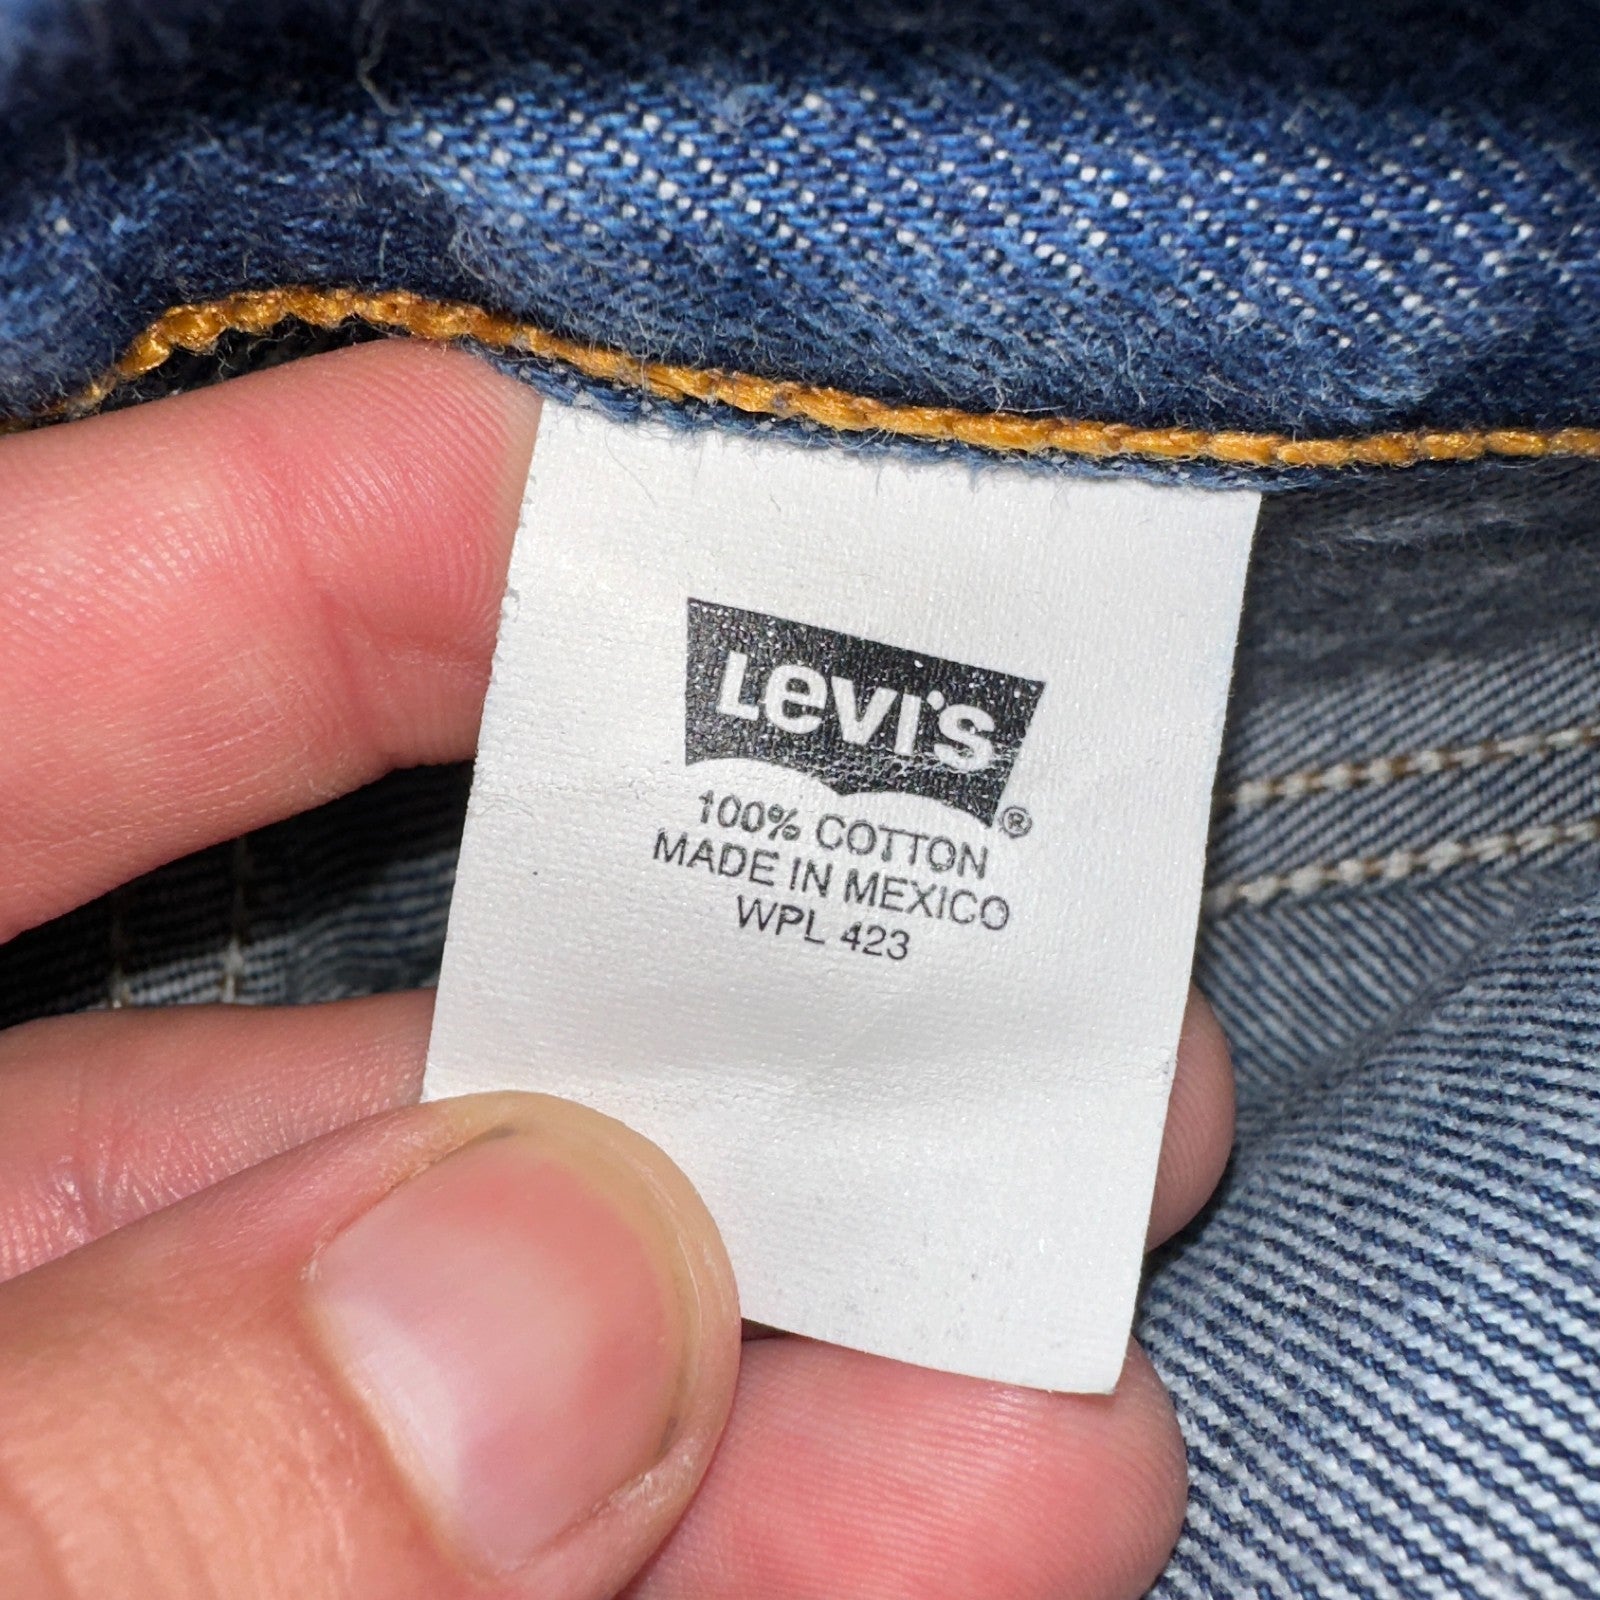 Levi's
®
100% COTTON
MADE IN MEXICO
WPL 423